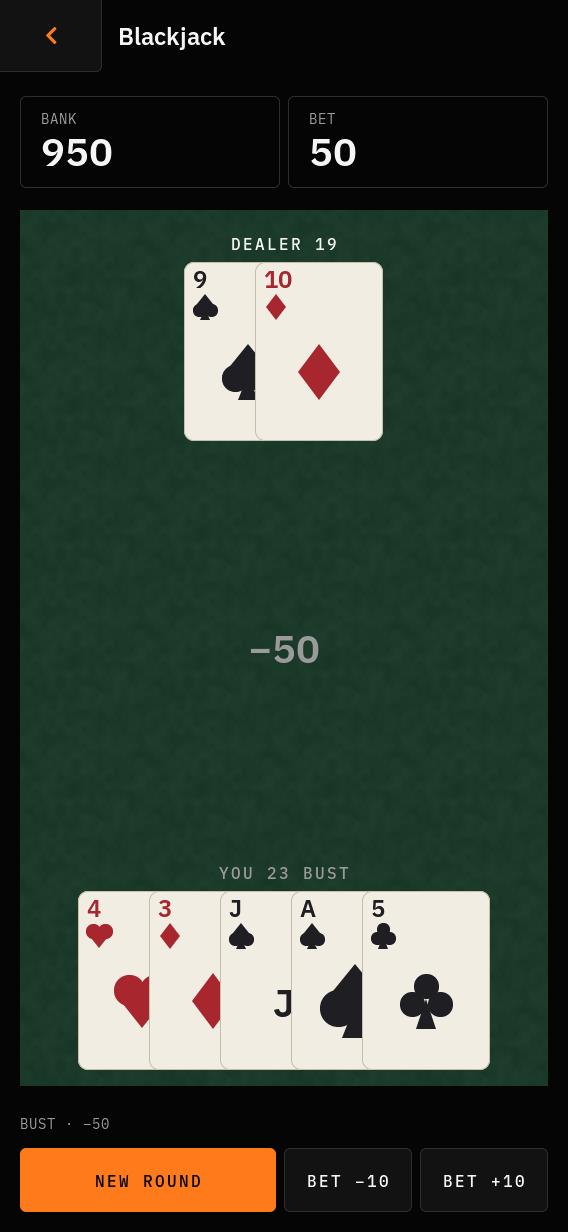 Blackjack
BANK
950
BET
50
DEALER 19
9
10
−50
YOU 23 BUST
4
3
J
A
5
J
BUST · −50
NEW ROUND
BET −10
BET +10